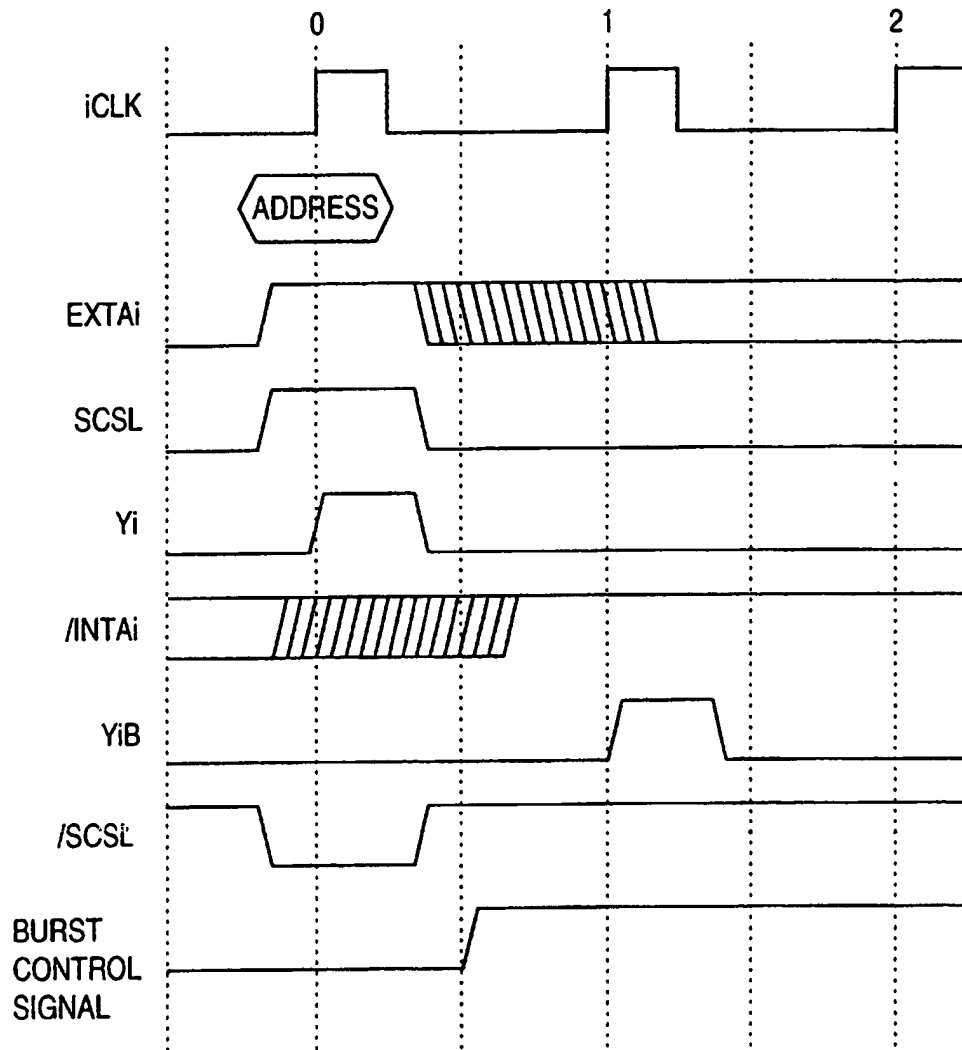 0 1 2
iCLK
ADDRESS
EXTAi
SCSL
Yi
/INTAi
YiB
/SCSL
BURST
CONTROL
SIGNAL